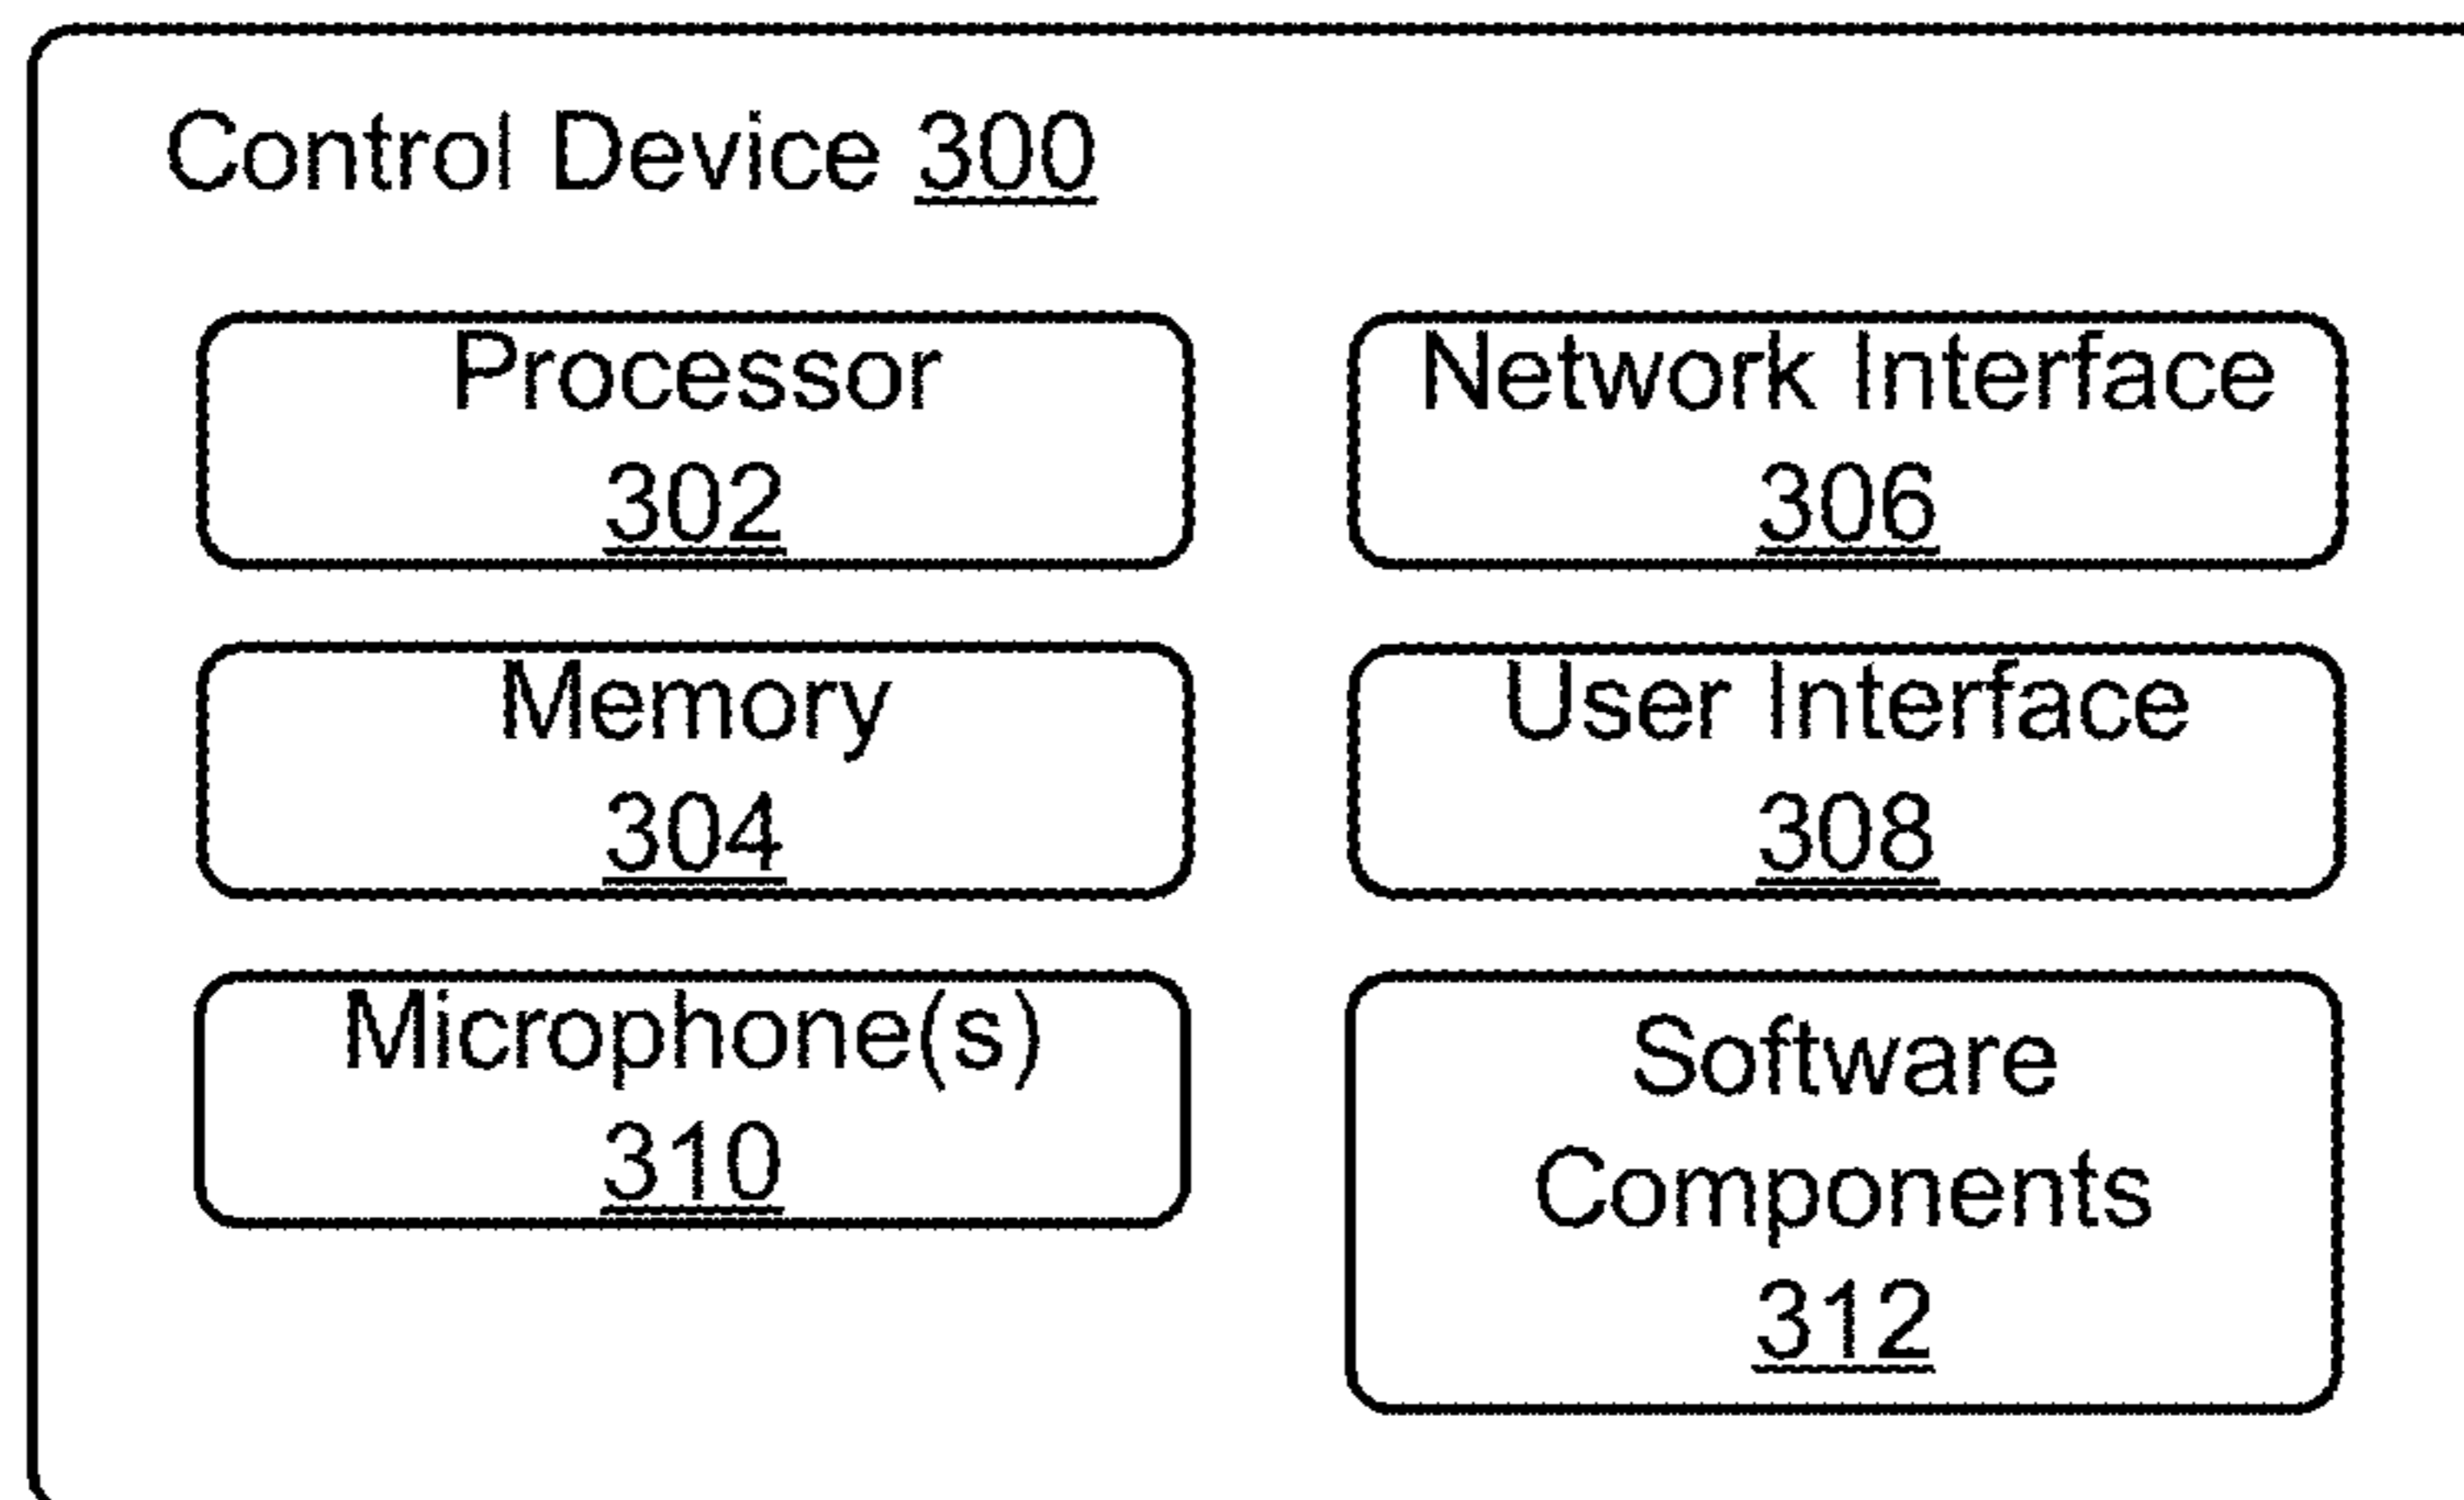 Control Device 300
Processor
302
Network Interface
306
Memory
304
User Interface
308
Microphone(s)
310
Software
Components
312